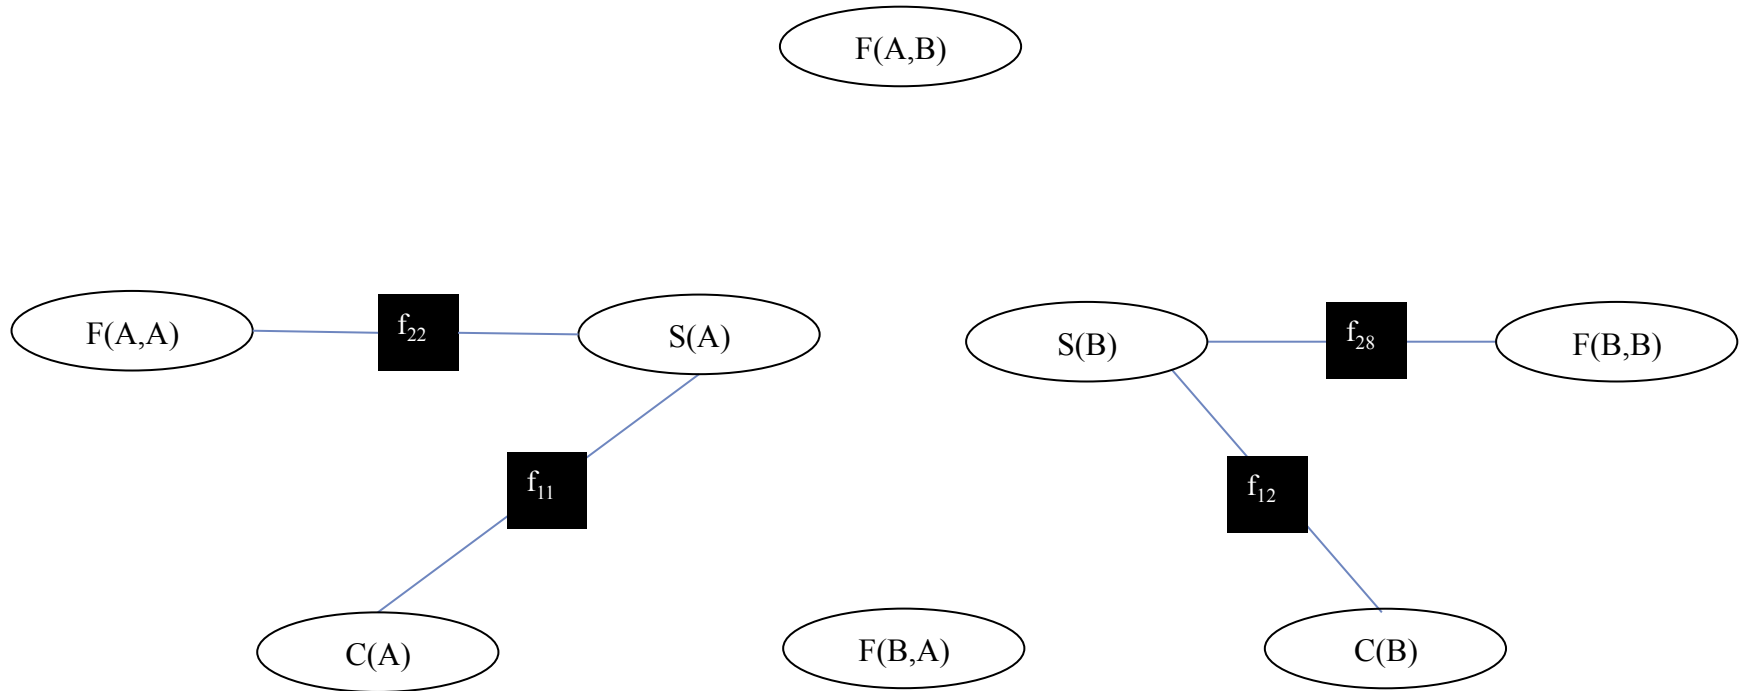 F(A,B)
F(A,A)
f22
S(A)
S(B)
f28
F(B,B)
f11
f12
C(A)
F(B,A)
C(B)